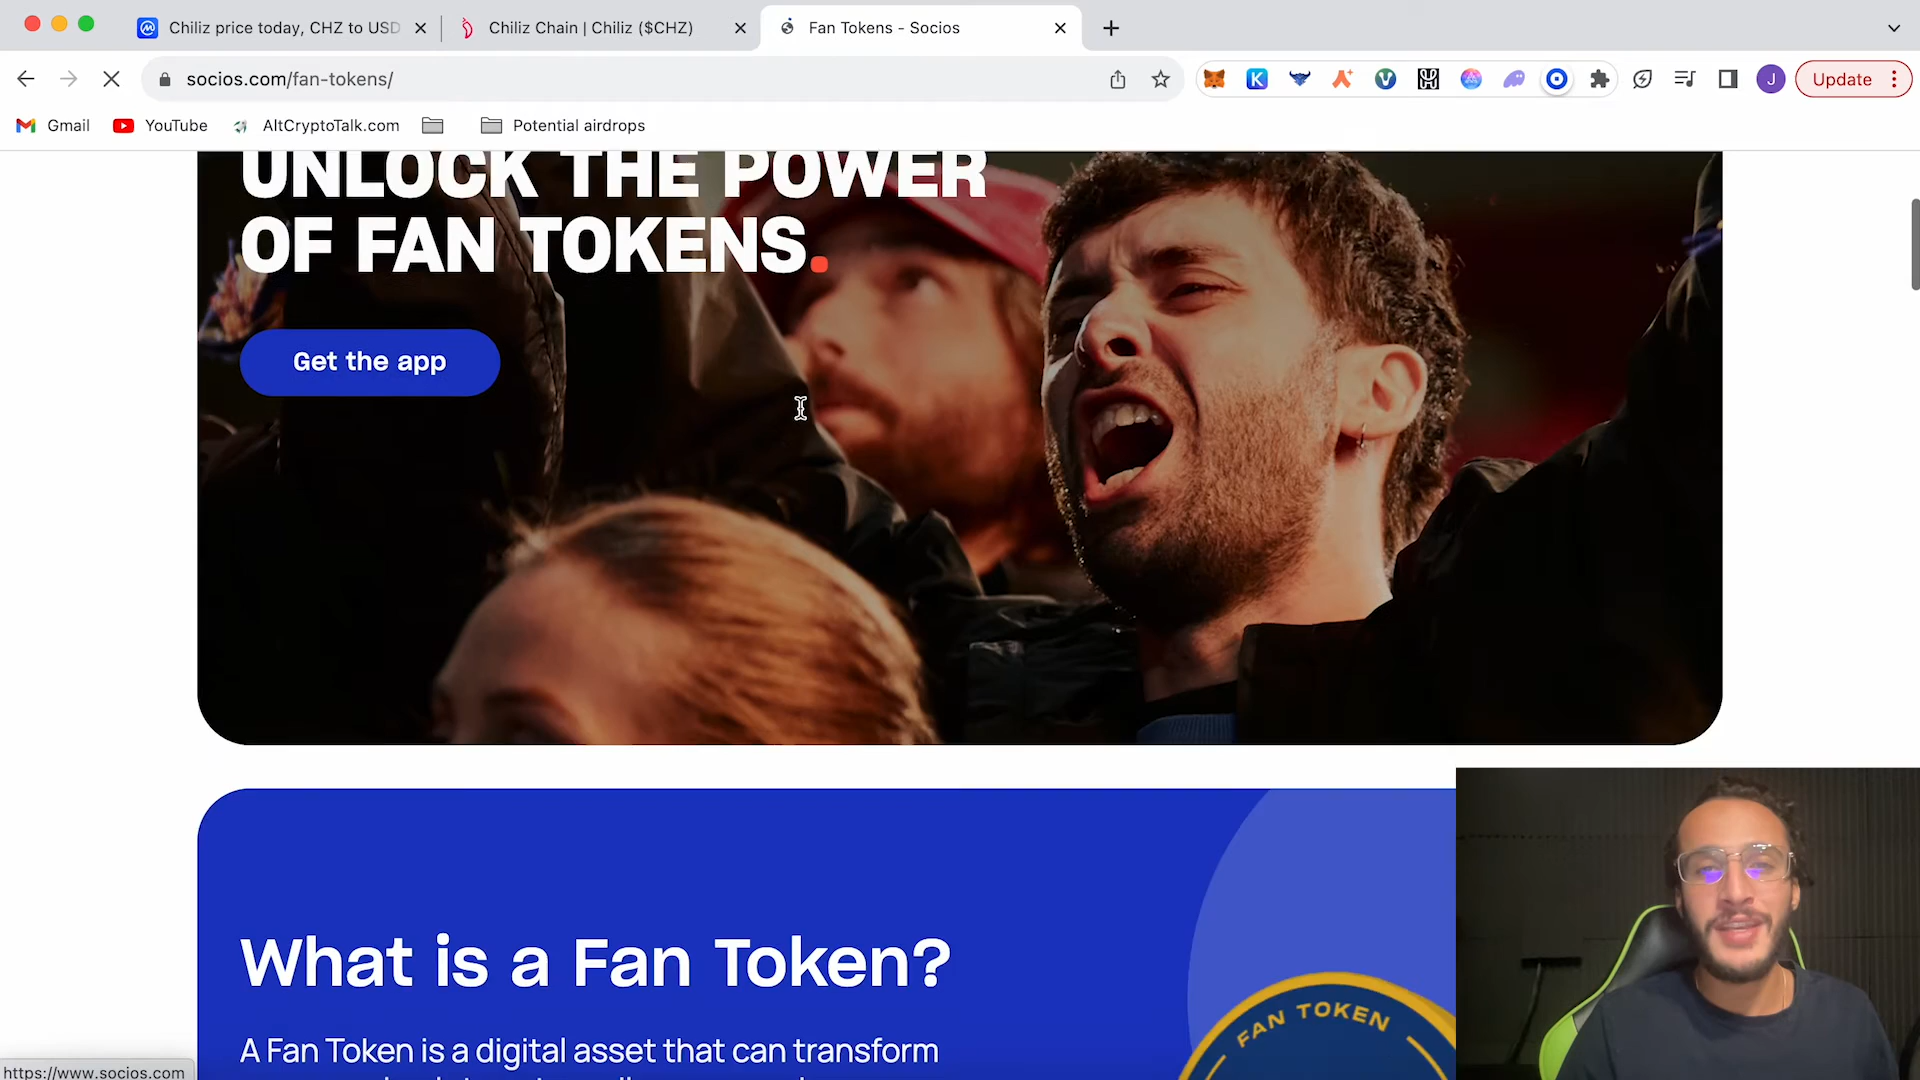 Chiliz price today, CHZ to USD
Chiliz Chain | Chiliz ($CHZ)
Fan Tokens - Socios
socios.com/fan-tokens/
J
Update
Gmail
YouTube
AltCryptoTalk.com
Potential airdrops
UNLOCK THE POWER
OF FAN TOKENS.
Get the app
What is a Fan Token?
A Fan Token is a digital asset that can transform
FAN TOKEN
https://www.socios.com